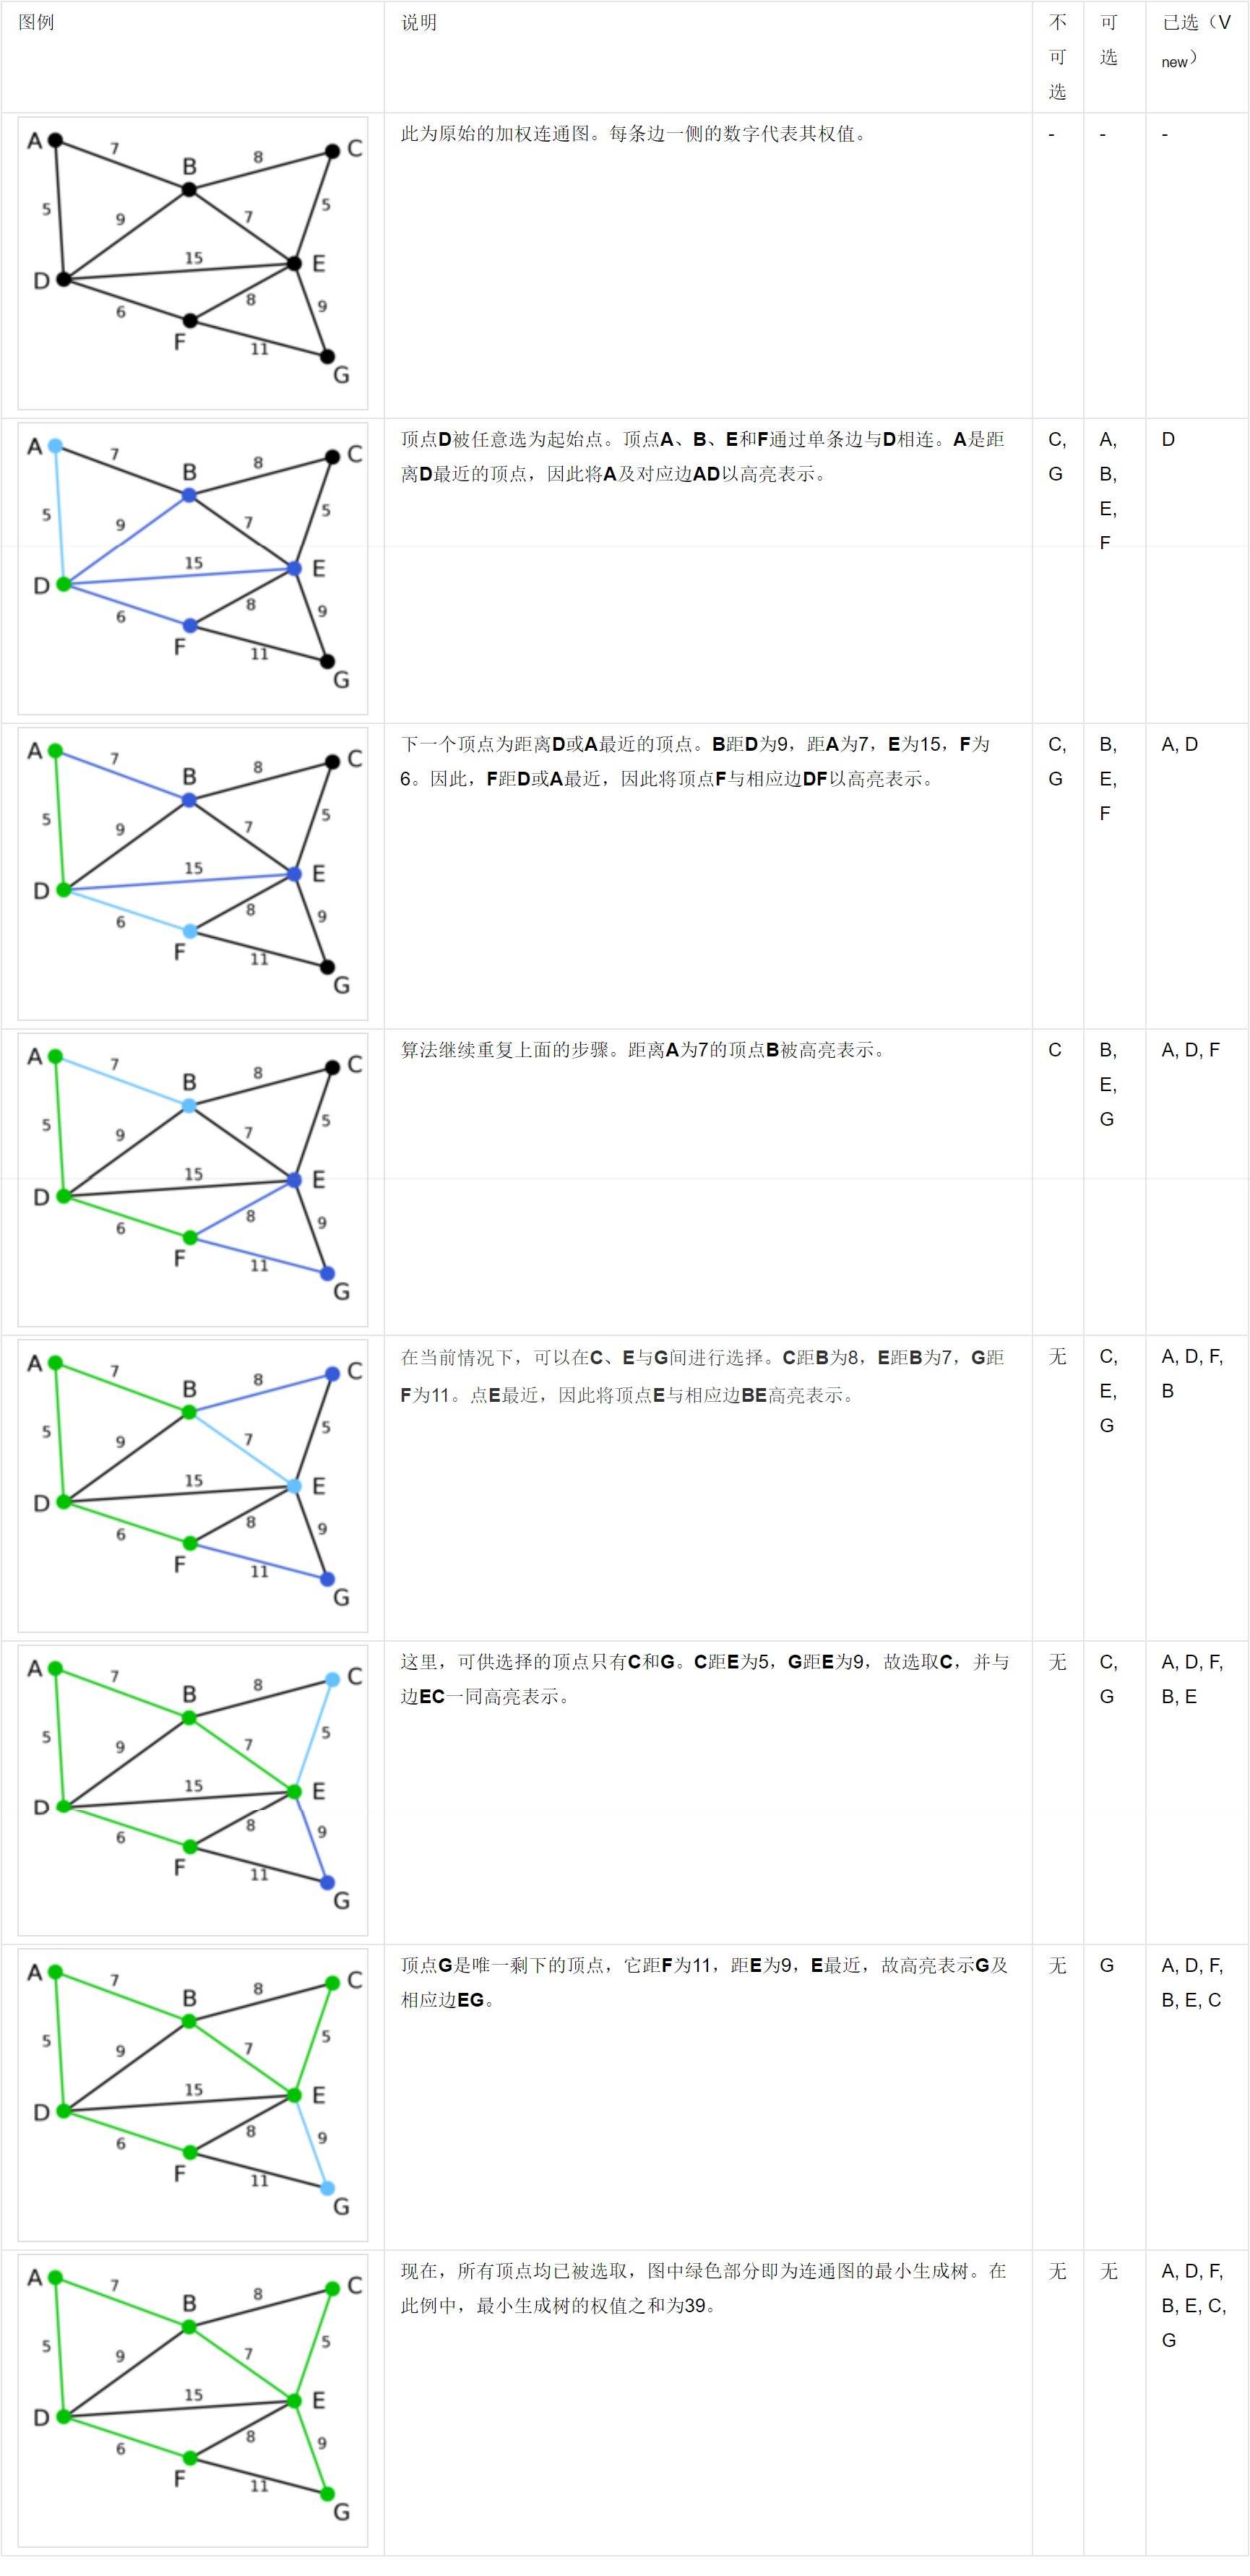 图例
说明
不
可
选
可
选
已选（V
new）
A
7
B
8
C
5
9
7
5
15
D
E
6
8
9
F
11
G
此为原始的加权连通图。每条边一侧的数字代表其权值。
-
-
-
A
7
B
8
C
5
9
7
5
15
D
E
6
8
9
F
11
G
顶点D被任意选为起始点。顶点A、B、E和F通过单条边与D相连。A是距
离D最近的顶点，因此将A及对应边AD以高亮表示。
C,
G
A,
B,
E,
F
D
A
7
B
8
C
5
9
7
5
15
D
E
6
8
9
F
11
G
下一个顶点为距离D或A最近的顶点。B距D为9，距A为7，E为15，F为
6。因此，F距D或A最近，因此将顶点F与相应边DF以高亮表示。
C,
G
B,
E,
F
A, D
A
7
B
8
C
5
9
7
5
15
D
E
6
8
9
F
11
G
算法继续重复上面的步骤。距离A为7的顶点B被高亮表示。
C
B,
E,
G
A, D, F
A
7
B
8
C
5
9
7
5
15
D
E
6
8
9
F
11
G
在当前情况下，可以在C、E与G间进行选择。C距B为8，E距B为7，G距
F为11。点E最近，因此将顶点E与相应边BE高亮表示。
无
C,
E,
G
A, D, F,
B
A
7
B
8
C
5
9
7
5
15
D
E
6
8
9
F
11
G
这里，可供选择的顶点只有C和G。C距E为5，G距E为9，故选取C，并与
边EC一同高亮表示。
无
C,
G
A, D, F,
B, E
A
7
B
8
C
5
9
7
5
15
D
E
6
8
9
F
11
G
顶点G是唯一剩下的顶点，它距F为11，距E为9，E最近，故高亮表示G及
相应边EG。
无
G
A, D, F,
B, E, C
A
7
B
8
C
5
9
7
5
15
D
E
6
8
9
F
11
G
现在，所有顶点均已被选取，图中绿色部分即为连通图的最小生成树。在
此例中，最小生成树的权值之和为39。
无
无
A, D, F,
B, E, C,
G